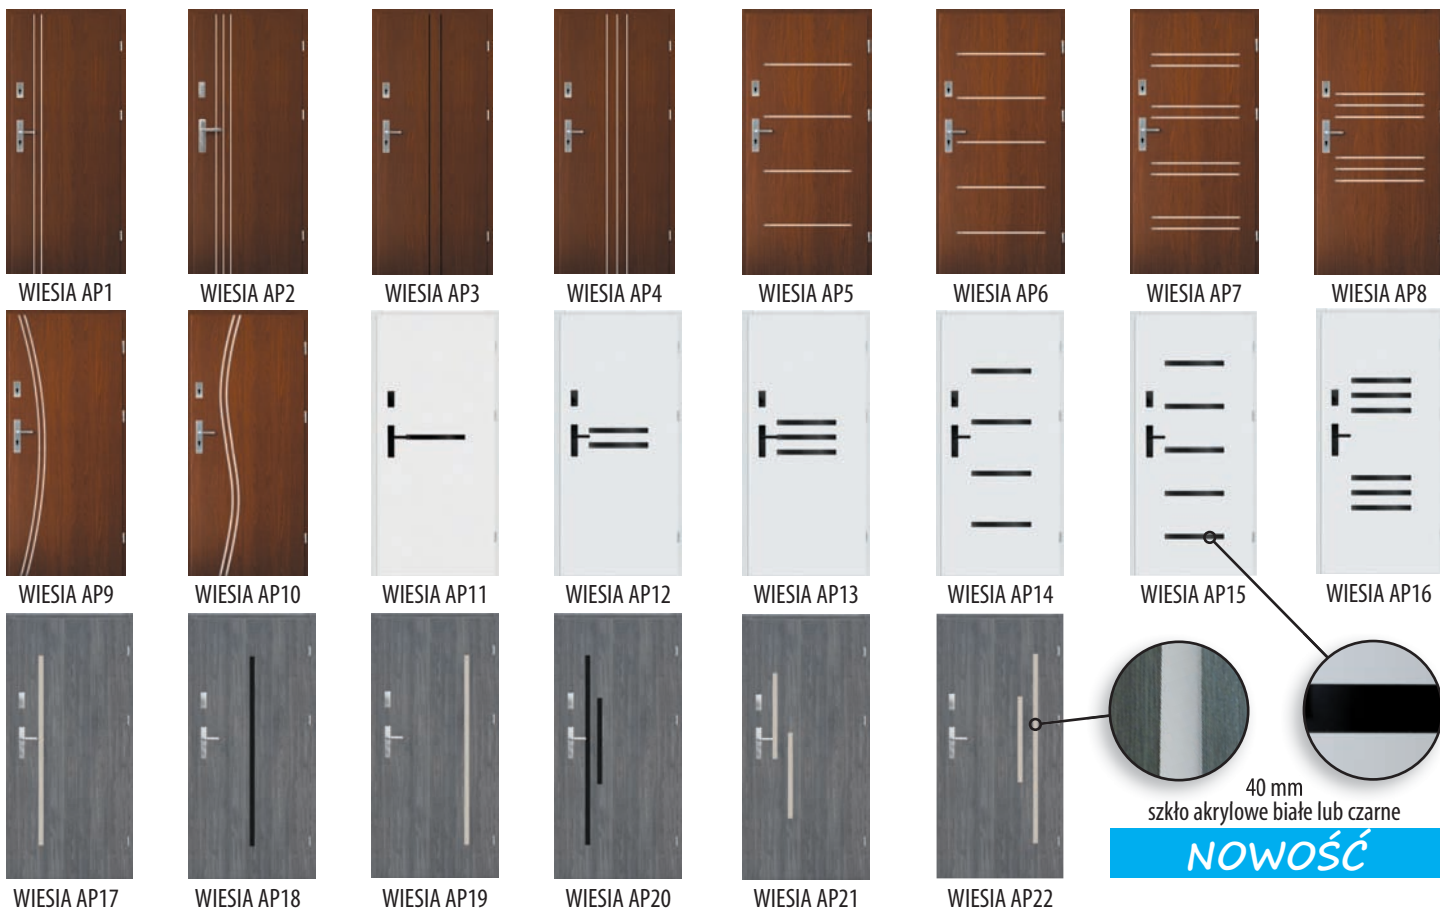 WIESIA AP1
WIESIA AP2
WIESIA AP3
WIESIA AP4
WIESIA AP5
WIESIA AP6
WIESIA AP7
WIESIA AP8
WIESIA AP9
WIESIA AP10
WIESIA AP11
WIESIA AP12
WIESIA AP13
WIESIA AP14
WIESIA AP15
WIESIA AP16
40 mm
szkło akrylowe białe lub czarne
NOWOŚĆ
WIESIA AP17
WIESIA AP18
WIESIA AP19
WIESIA AP20
WIESIA AP21
WIESIA AP22